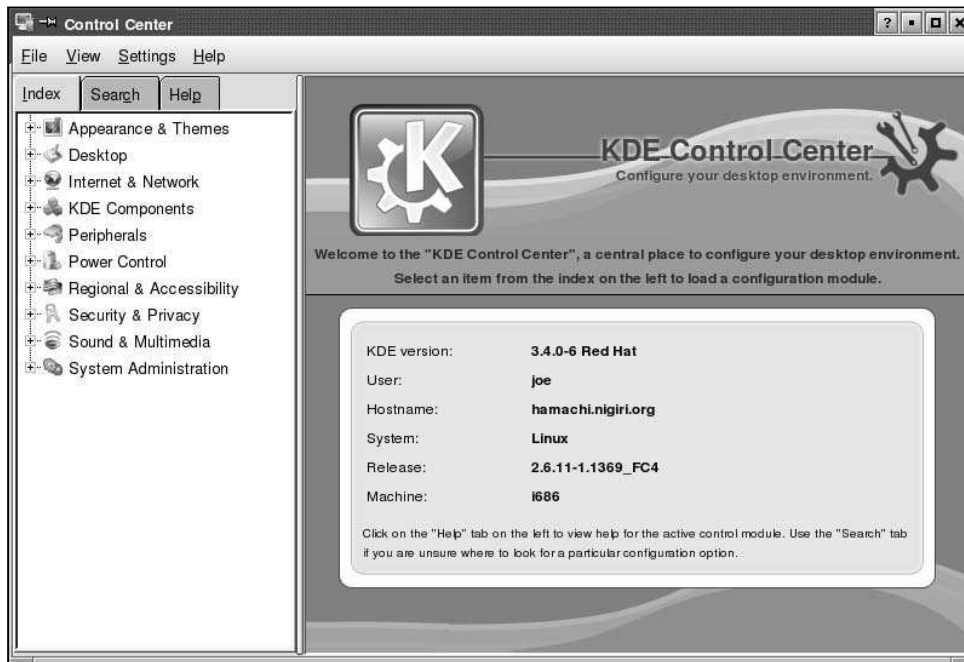 Control Center
File View Settings Help
Index Search Help
Appearance & Themes
Desktop
Internet & Network
KDE Components
Peripherals
Power Control
Regional & Accessibility
Security & Privacy
Sound & Multimedia
System Administration
K
KDE Control Center
Configure your desktop environment.
Welcome to the "KDE Control Center", a central place to configure your desktop environment.
Select an item from the index on the left to load a configuration module.
KDE version: 3.4.0-6 Red Hat
User: joe
Hostname: hamachi.nigiri.org
System: Linux
Release: 2.6.11-1.1369_FC4
Machine: i686
Click on the "Help" tab on the left to view help for the active control module. Use the "Search" tab
if you are unsure where to look for a particular configuration option.